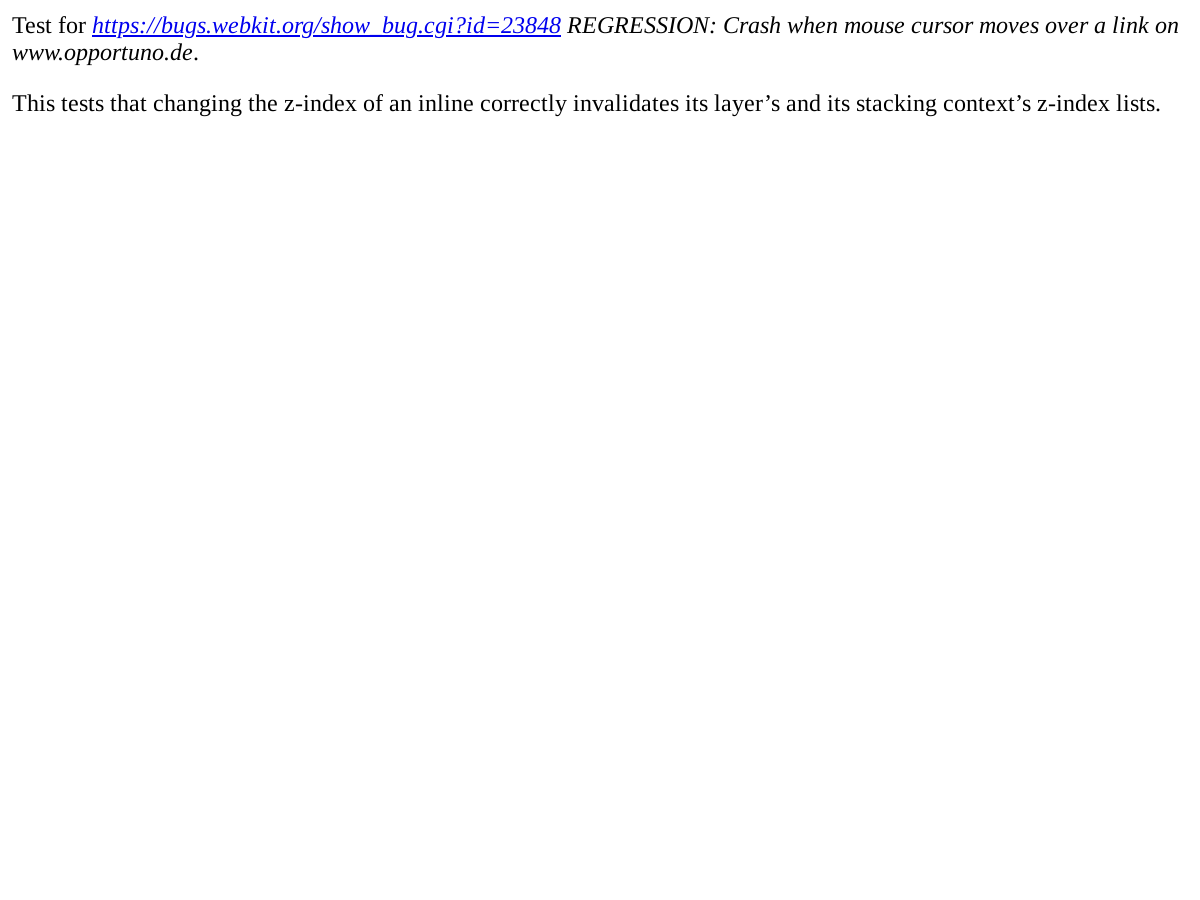 Test for https://bugs.webkit.org/show_bug.cgi?id=23848 REGRESSION: Crash when mouse cursor moves over a link on
www.opportuno.de.
This tests that changing the z-index of an inline correctly invalidates its layer’s and its stacking context’s z-index lists.